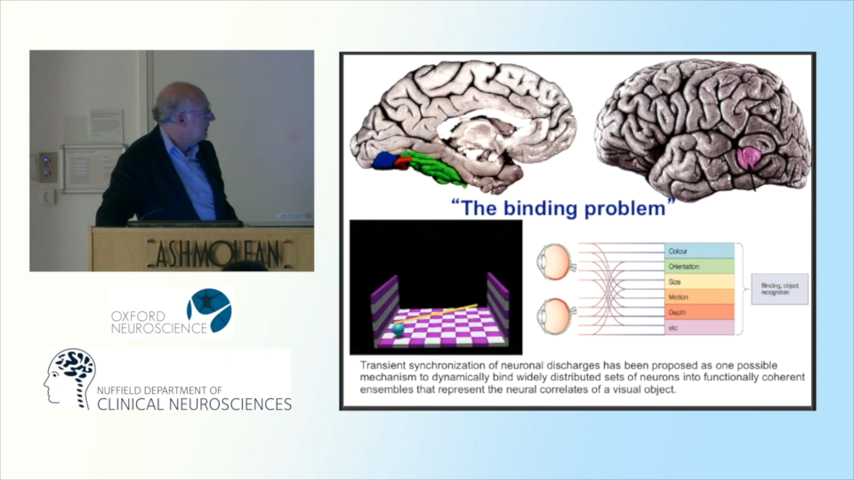 ASHMOLEAN
OXFORD
NEUROSCIENCE
NUFFIELD DEPARTMENT OF
CLINICAL NEUROSCIENCES
“The binding problem”
Colour
Orientation
Size
Motion
Depth
etc
Binding, object
recognition
Transient synchronization of neuronal discharges has been proposed as one possible
mechanism to dynamically bind widely distributed sets of neurons into functionally coherent
ensembles that represent the neural correlates of a visual object.